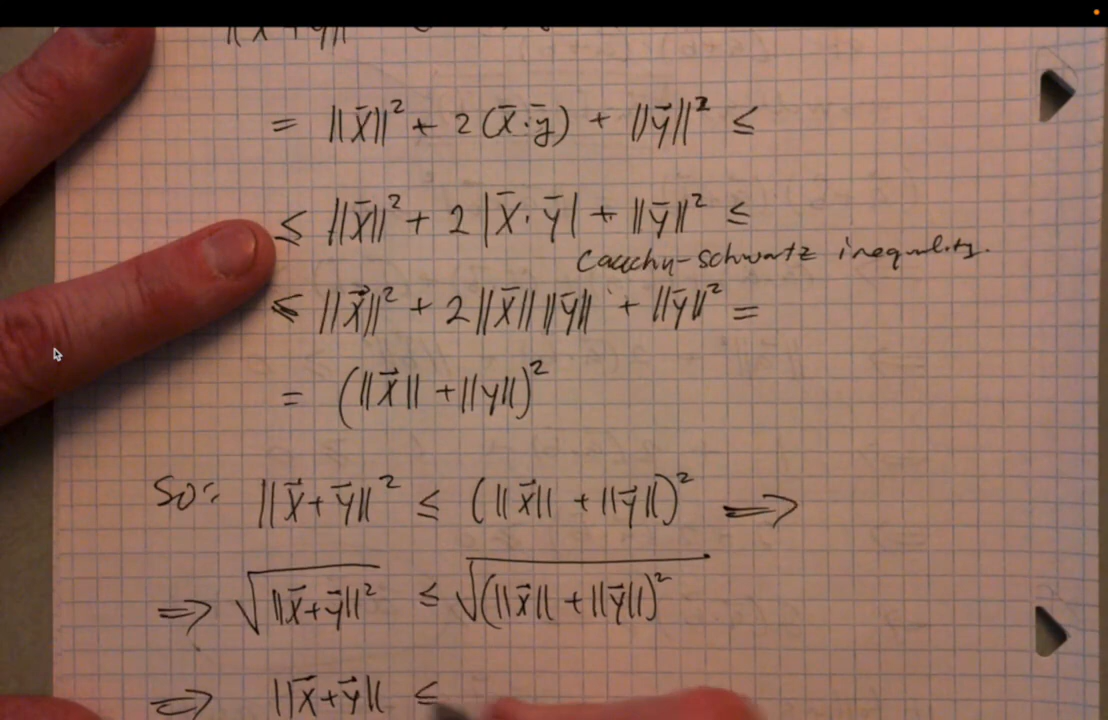 ||x̄+ȳ||
= ||x̄||² + 2(x̄·ȳ) + ||ȳ||² ≤
≤ ||x̄||² + 2|x̄·ȳ| + ||ȳ||² ≤
Cauchy-schwartz inequality.
≤ ||x⃗||² + 2||x̄|| ||ȳ|| + ||ȳ||² =
= (||x⃗|| + ||y||)²
So: ||x⃗+ȳ||² ≤ (||x⃗|| + ||ȳ||)² ⟹
⟹ √||x̄+ȳ||² ≤ √(||x̄|| + ||ȳ||)²
⟹ ||x⃗+y⃗|| ≤